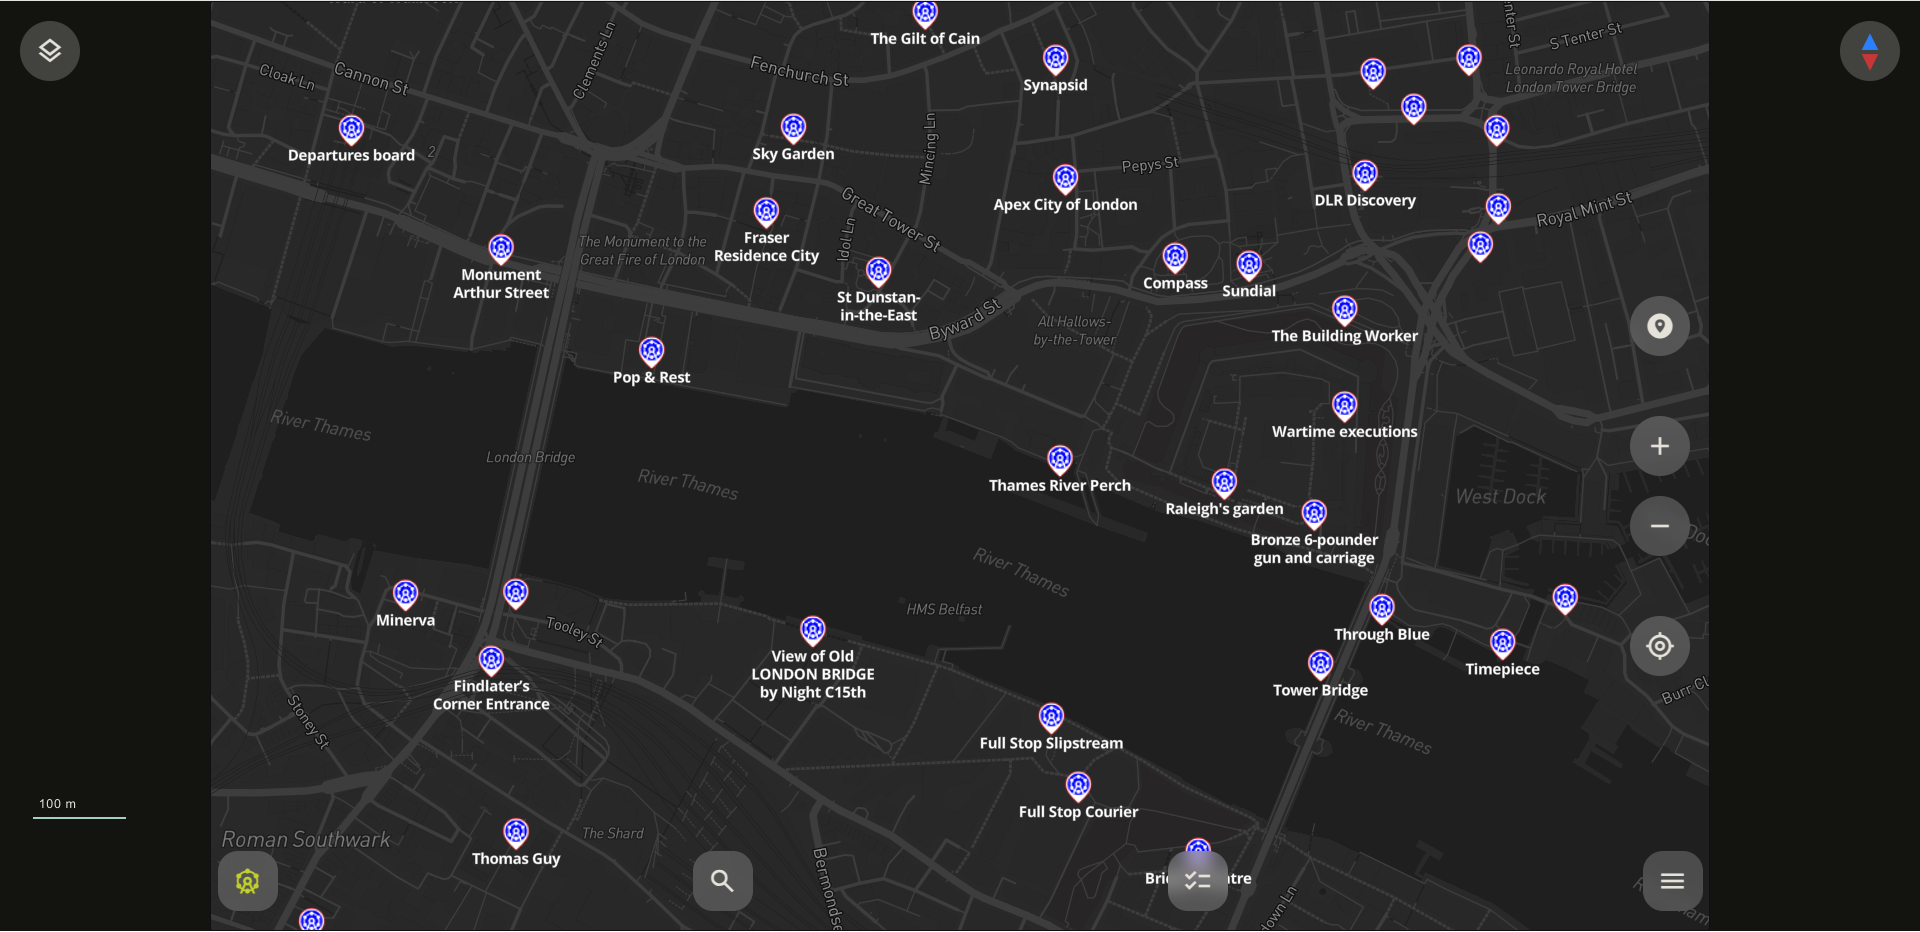 The Gilt of Cain
Synapsid
S Tenter St
Cloak Ln
Cannon St
Clements Ln
Fenchurch St
Leonardo Royal Hotel
London Tower Bridge
Departures board
2
Sky Garden
Mincing Ln
Pepys St
Apex City of London
DLR Discovery
Royal Mint St
Great Tower St
Idol Ln
The Monument to the
Great Fire of London
Fraser
Residence City
Monument
Arthur Street
St Dunstan-
in-the-East
Compass
Sundial
Byward St
All Hallows-
by-the-Tower
The Building Worker
Pop & Rest
River Thames
London Bridge
River Thames
Wartime executions
Thames River Perch
Raleigh's garden
West Dock
Bronze 6-pounder
gun and carriage
River Thames
HMS Belfast
Minerva
Tooley St
Through Blue
Timepiece
View of Old
LONDON BRIDGE
by Night C15th
Findlater's
Corner Entrance
Tower Bridge
Burr Cl
Stoney St
River Thames
Full Stop Slipstream
Full Stop Courier
100 m
Roman Southwark
The Shard
Thomas Guy
Bermondse